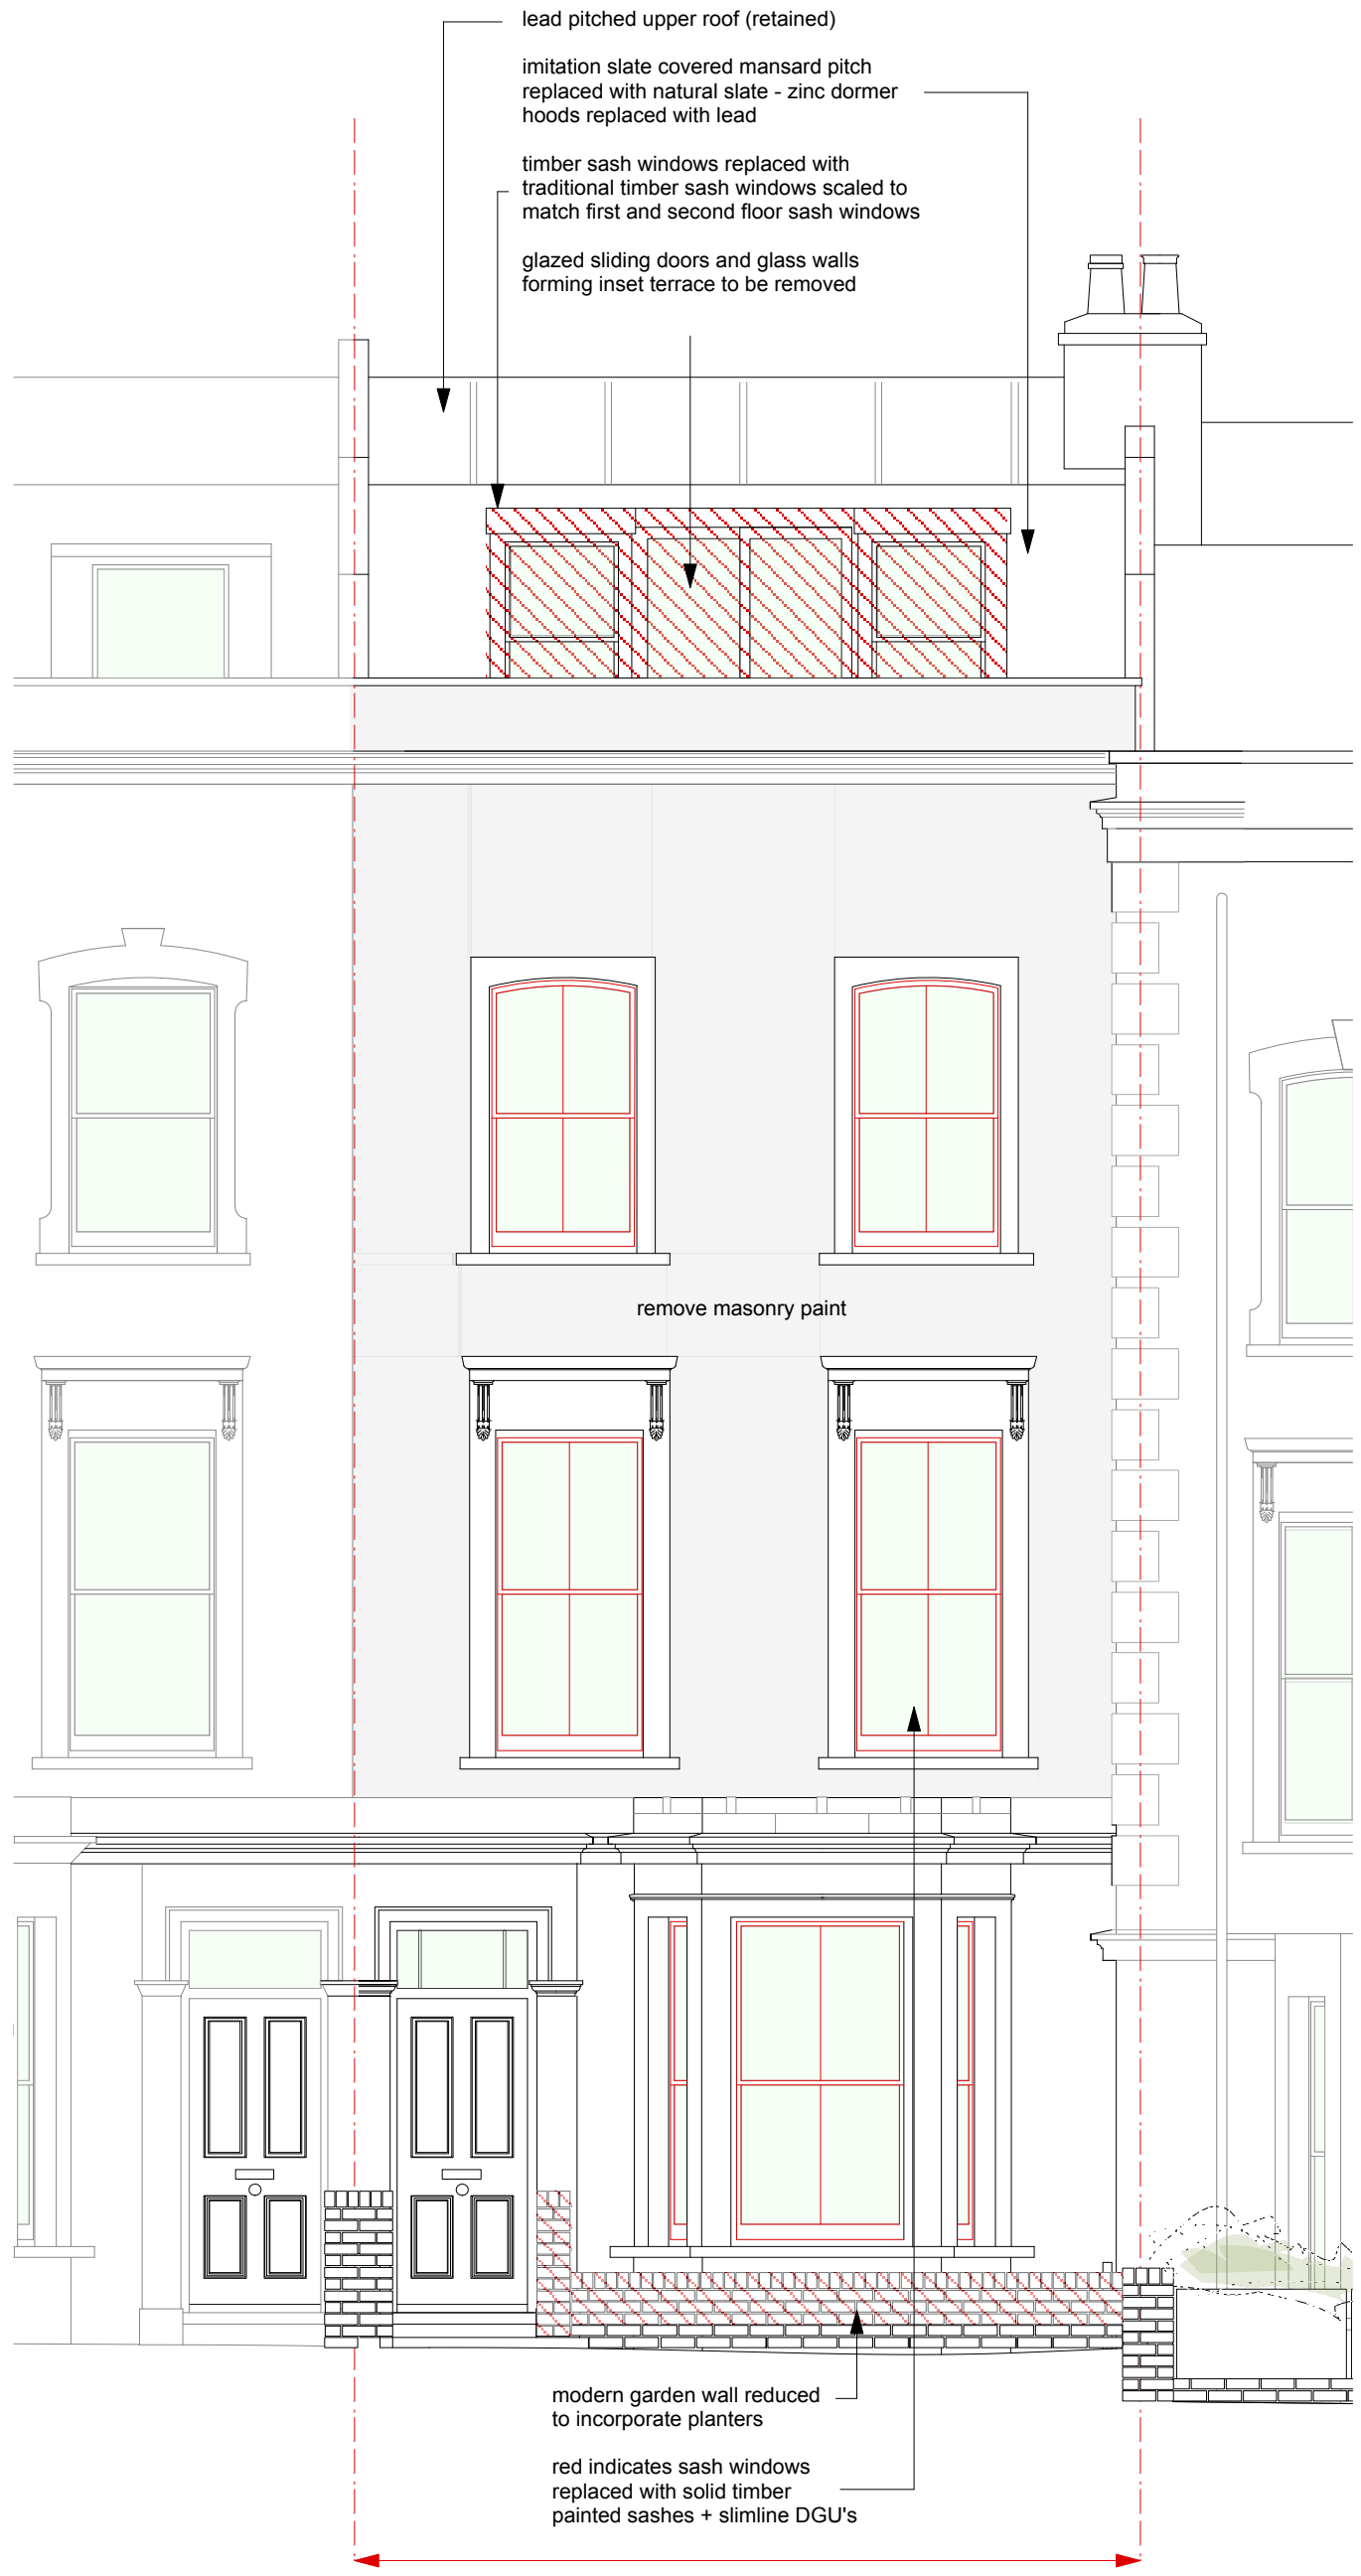 lead pitched upper roof (retained)
imitation slate covered mansard pitch
replaced with natural slate - zinc dormer
hoods replaced with lead
timber sash windows replaced with
traditional timber sash windows scaled to
match first and second floor sash windows
glazed sliding doors and glass walls
forming inset terrace to be removed
remove masonry paint
modern garden wall reduced
to incorporate planters
red indicates sash windows
replaced with solid timber
painted sashes + slimline DGU's